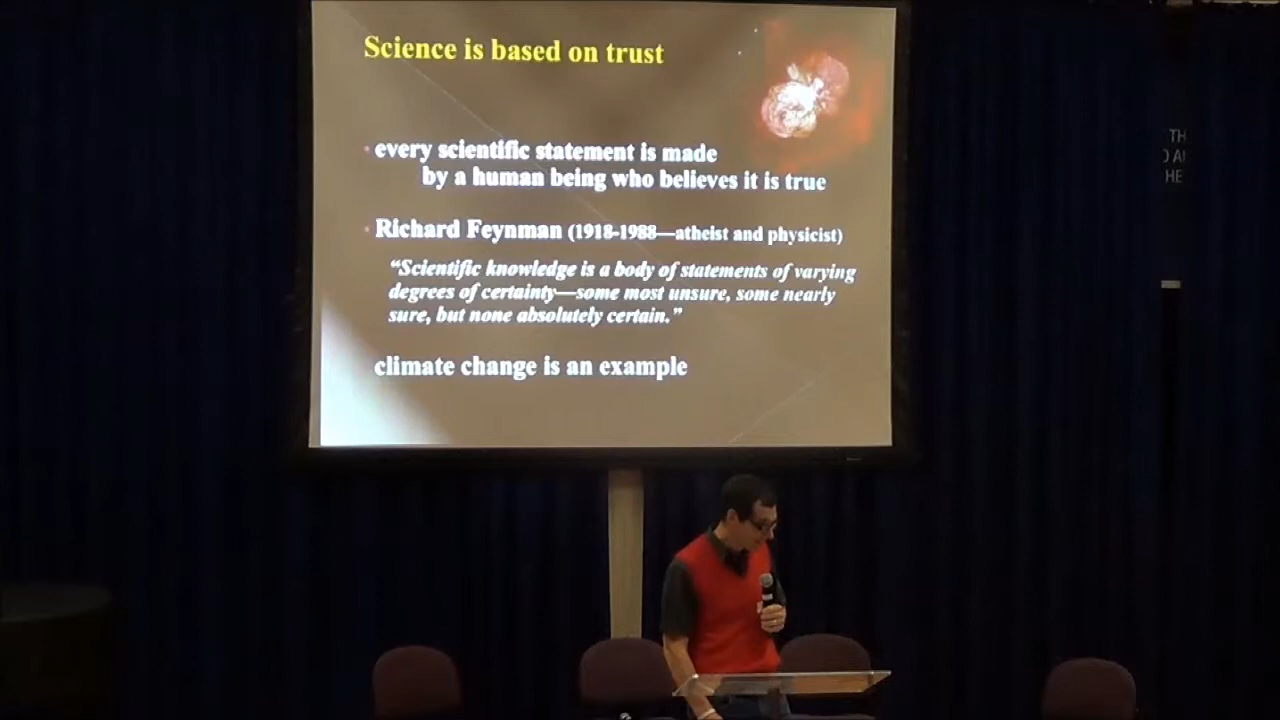 Science is based on trust
• every scientific statement is made
by a human being who believes it is true
• Richard Feynman (1918-1988—atheist and physicist)
“Scientific knowledge is a body of statements of varying
degrees of certainty—some most unsure, some nearly
sure, but none absolutely certain.”
climate change is an example
TH
HE